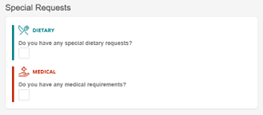 Special Requests
DIETARY
Do you have any special dietary requests?
MEDICAL
Do you have any medical requirements?